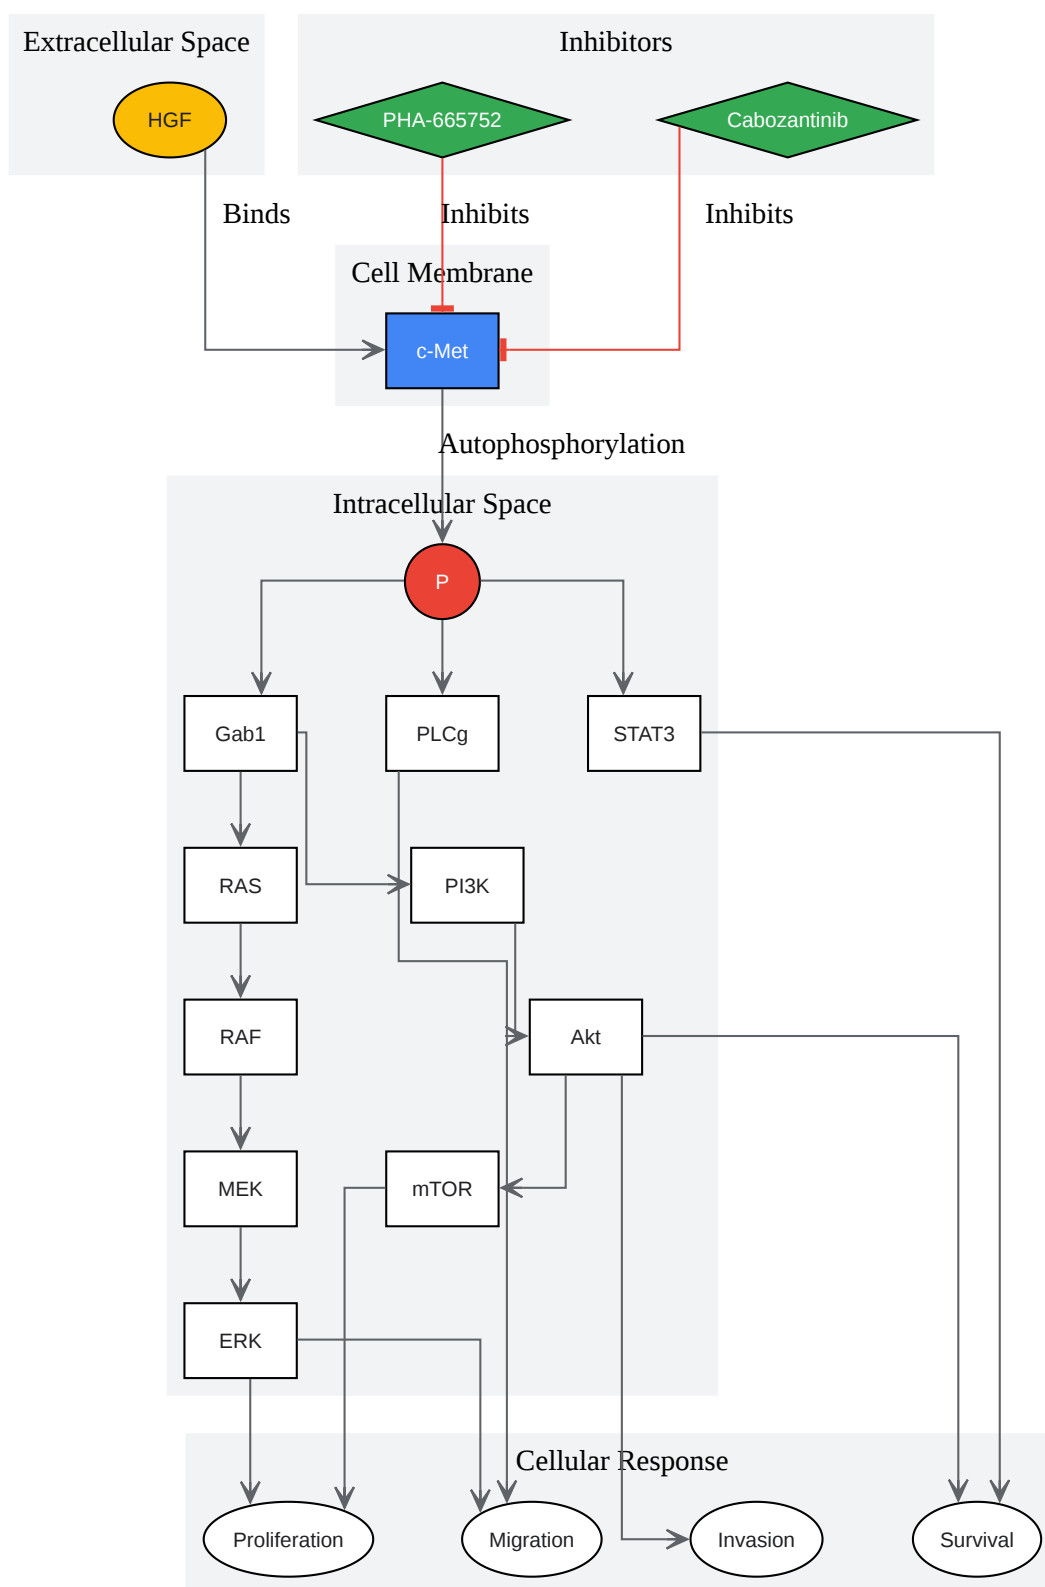 Extracellular Space
Inhibitors
HGF
PHA-665752
Cabozantinib
Binds
Inhibits
Inhibits
Cell Membrane
c-Met
Autophosphorylation
Intracellular Space
P
Gab1
PLCg
STAT3
RAS
PI3K
RAF
Akt
MEK
mTOR
ERK
Cellular Response
Proliferation
Migration
Invasion
Survival